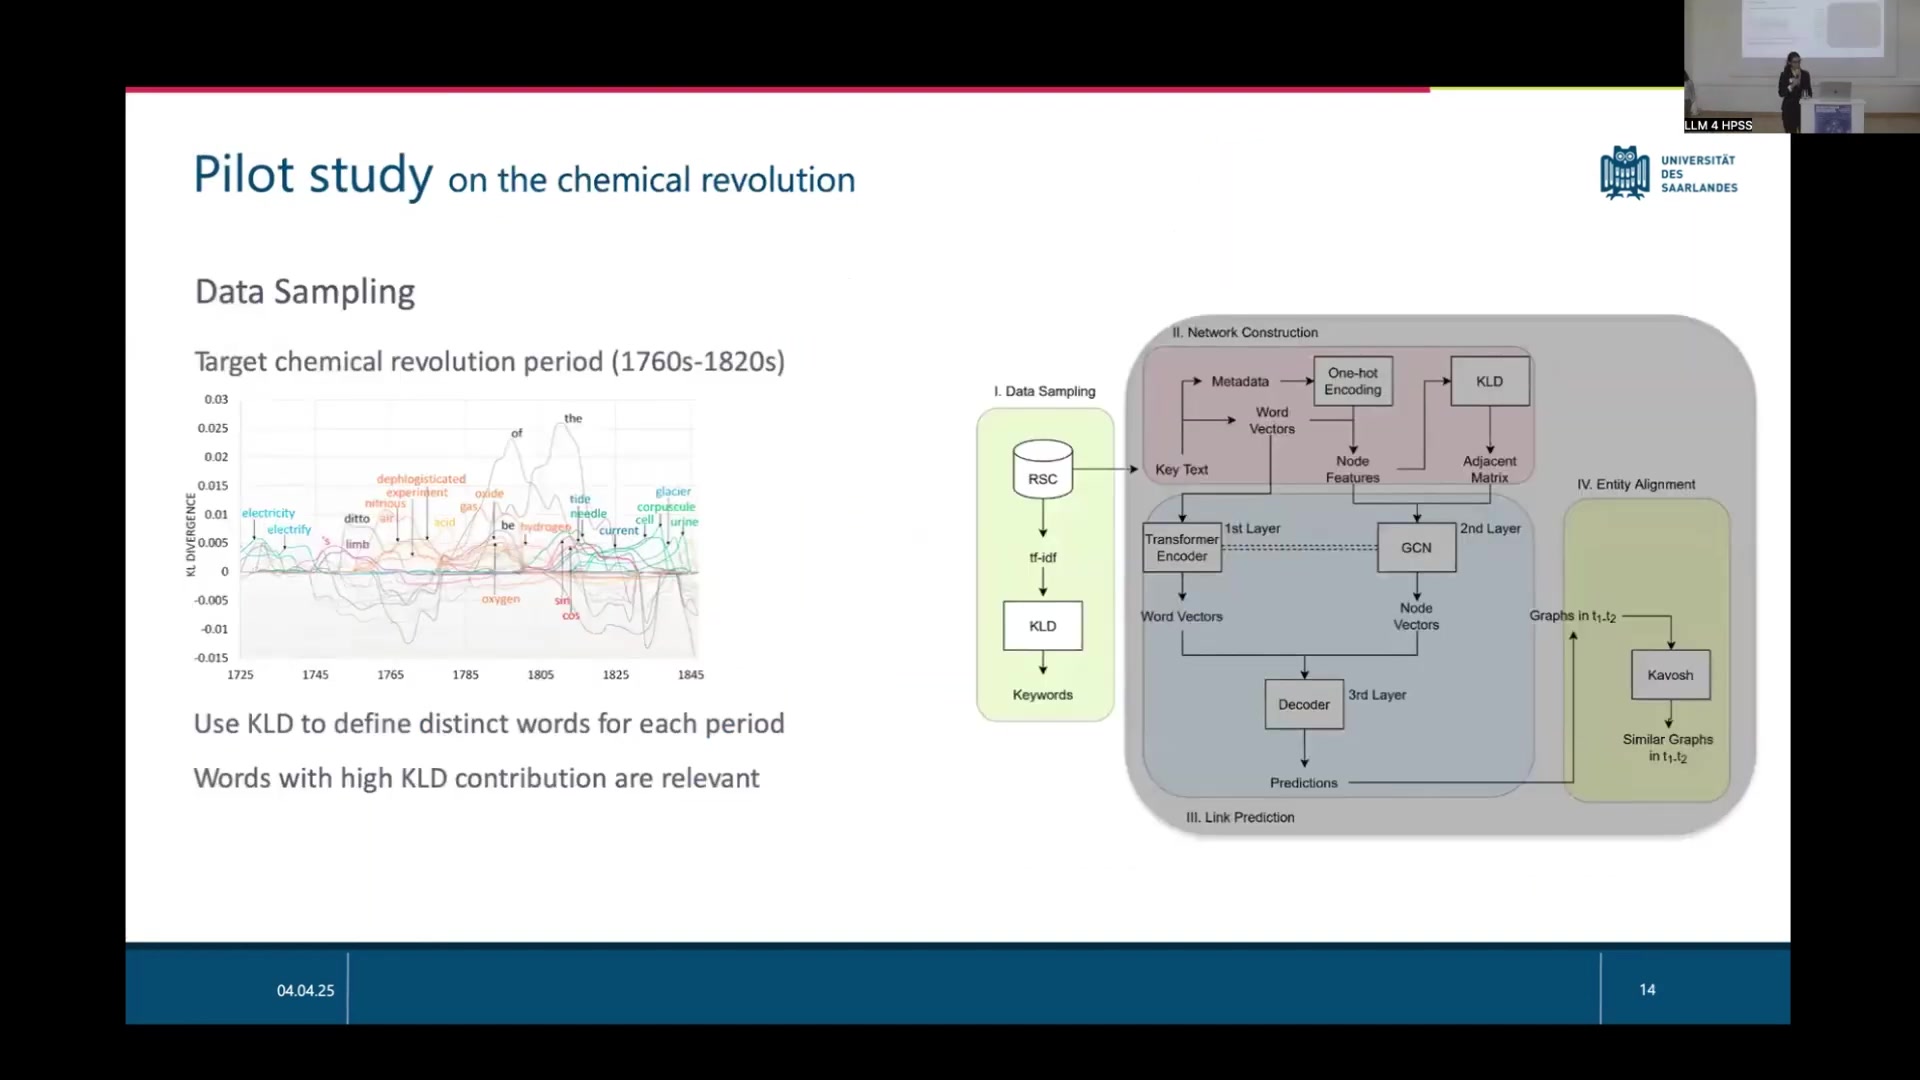 LLM 4 HPSS
Pilot study on the chemical revolution
UNIVERSITÄT
DES
SAARLANDES
Data Sampling
Target chemical revolution period (1760s-1820s)
KL DIVERGENCE
0.03
0.025
0.02
0.015
0.01
0.005
0
-0.005
-0.01
-0.015
1725
1745
1765
1785
1805
1825
1845
electricity
electrify
's
ditto
limb
dephlogisticated
experiment
nitrous
air
acid
gas
oxide
of
the
be
hydrogen
oxygen
sin
cos
tide
needle
current
glacier
corpuscule
cell
urine
Use KLD to define distinct words for each period
Words with high KLD contribution are relevant
I. Data Sampling
RSC
tf-idf
KLD
Keywords
II. Network Construction
Metadata
One-hot
Encoding
KLD
Word
Vectors
Key Text
Node
Features
Adjacent
Matrix
Transformer
Encoder
1st Layer
GCN
2nd Layer
Word Vectors
Node
Vectors
Decoder
3rd Layer
Predictions
III. Link Prediction
IV. Entity Alignment
Graphs in t₁-t₂
Kavosh
Similar Graphs
in t₁-t₂
04.04.25
14